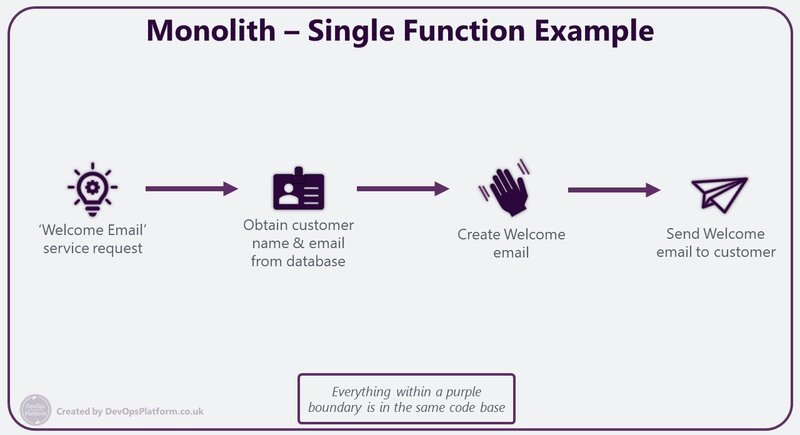 Monolith – Single Function Example
‘Welcome Email’
service request
Obtain customer
name & email
from database
Create Welcome
email
Send Welcome
email to customer
Everything within a purple
boundary is in the same code base
DevOps
Platform
Created by DevOpsPlatform.co.uk